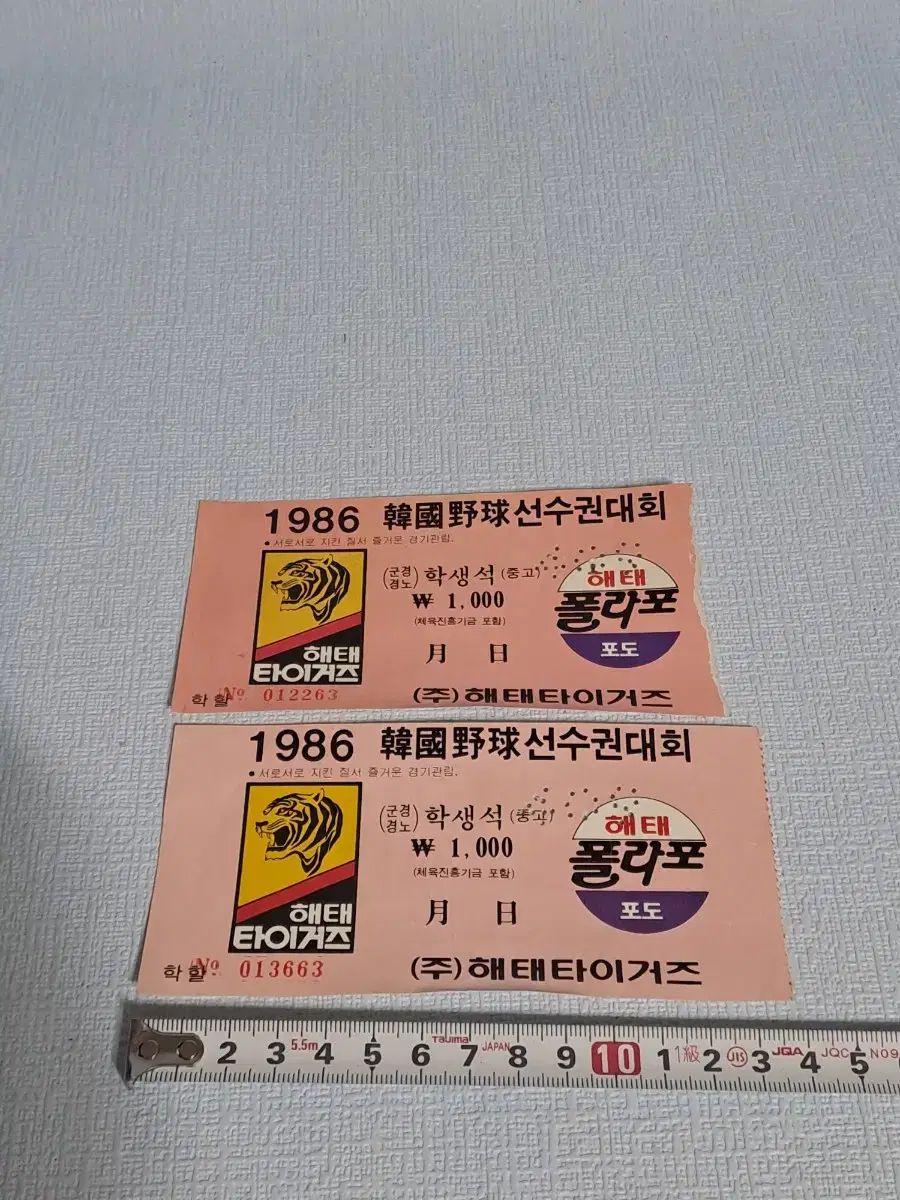 1986 韓國野球선수권대회
● 서로서로 지킨 질서 즐거운 경기관람.
(군경 경노) 학생석 (중고)
₩ 1,000
(체육진흥기금 포함)
月 日
해태
타이거즈
해태
폴라포
포도
학할 No 012263
(주) 해태타이거즈
1986 韓國野球선수권대회
● 서로서로 지킨 질서 즐거운 경기관람.
(군경 경노) 학생석 (중고)
₩ 1,000
(체육진흥기금 포함)
月 日
해태
타이거즈
해태
폴라포
포도
학할 No 013663
(주) 해태타이거즈
2 3 5.5m 4 5 6 Tajima 7 JAPAN 8 9 10 1 1級 2 JIS 3 JQA 4 JQC 5 N09